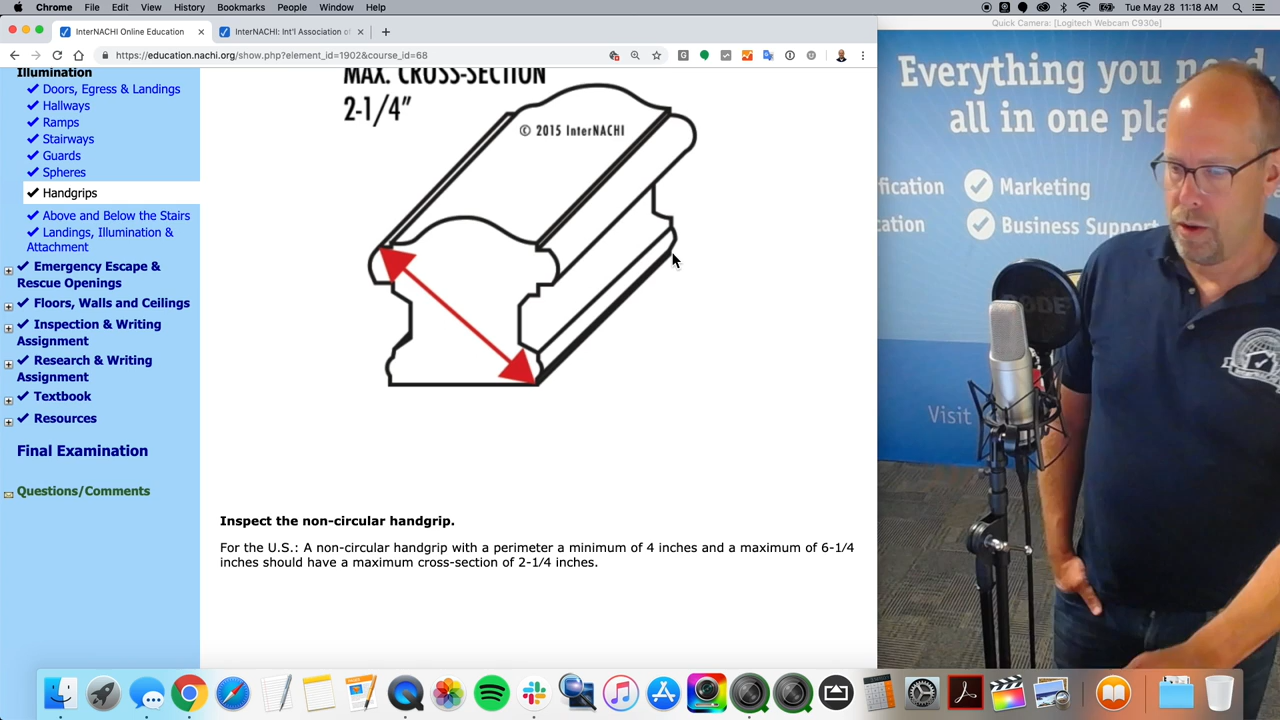 Chrome File Edit View History Bookmarks People Window Help
Tue May 28 11:18 AM
Quick Camera: [Logitech Webcam C930e]
InterNACHI Online Education
InterNACHI: Int'l Association of
https://education.nachi.org/show.php?element_id=1902&course_id=68
Illumination
Doors, Egress & Landings
Hallways
Ramps
Stairways
Guards
Spheres
Handgrips
Above and Below the Stairs
Landings, Illumination &
Attachment
Emergency Escape &
Rescue Openings
Floors, Walls and Ceilings
Inspection & Writing
Assignment
Research & Writing
Assignment
Textbook
Resources
Final Examination
Questions/Comments
MAX. CROSS-SECTION
2-1/4"
© 2015 InterNACHI
Inspect the non-circular handgrip.
For the U.S.: A non-circular handgrip with a perimeter a minimum of 4 inches and a maximum of 6-1/4
inches should have a maximum cross-section of 2-1/4 inches.
Everything you need,
all in one pla
fication
Marketing
cation
Business Support
Visit
RØDE